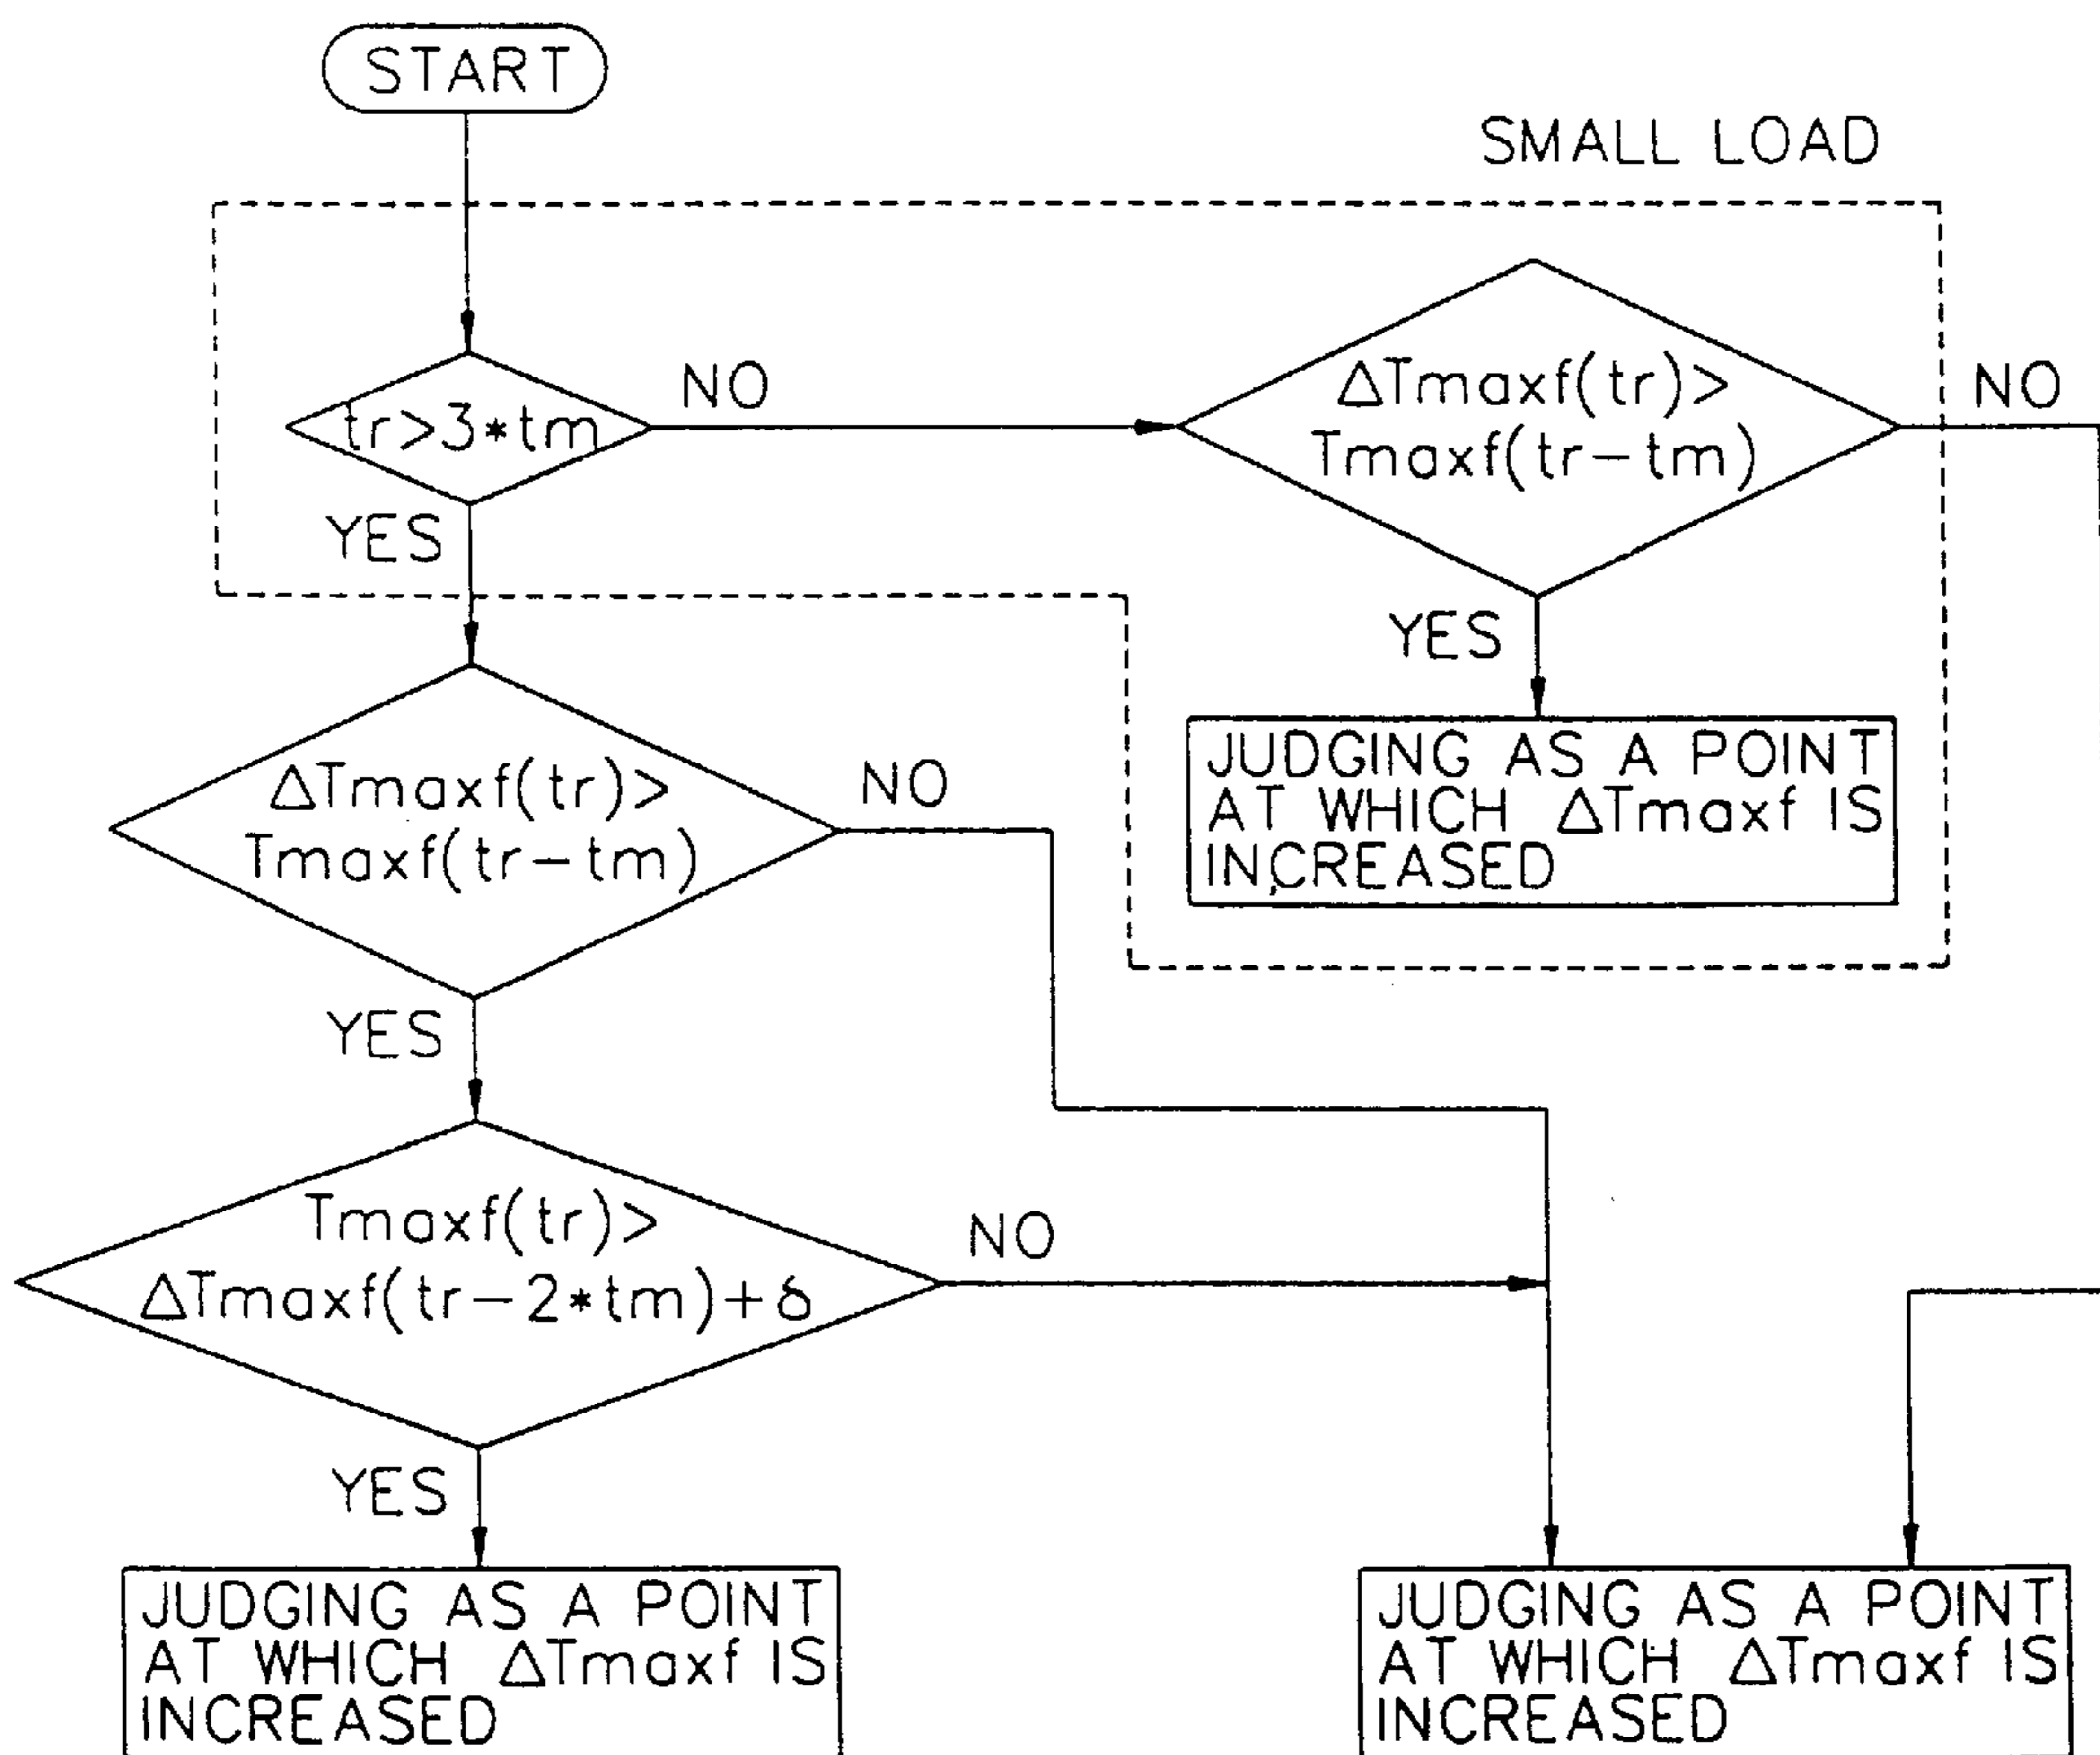 START
SMALL LOAD
tr>3*tm
NO
ΔTmaxf(tr)>
Tmaxf(tr-tm)
NO
YES
YES
JUDGING AS A POINT
AT WHICH ΔTmaxf IS
INCREASED
ΔTmaxf(tr)>
Tmaxf(tr-tm)
NO
YES
Tmaxf(tr)>
ΔTmaxf(tr-2*tm)+δ
NO
YES
JUDGING AS A POINT
AT WHICH ΔTmaxf IS
INCREASED
JUDGING AS A POINT
AT WHICH ΔTmaxf IS
INCREASED